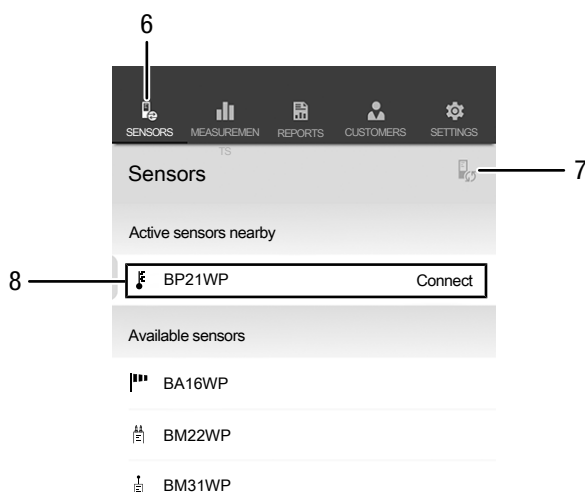 6
SENSORS MEASUREMEN REPORTS CUSTOMERS SETTINGS
TS
Sensors
7
Active sensors nearby
8
BP21WP Connect
Available sensors
BA16WP
BM22WP
BM31WP